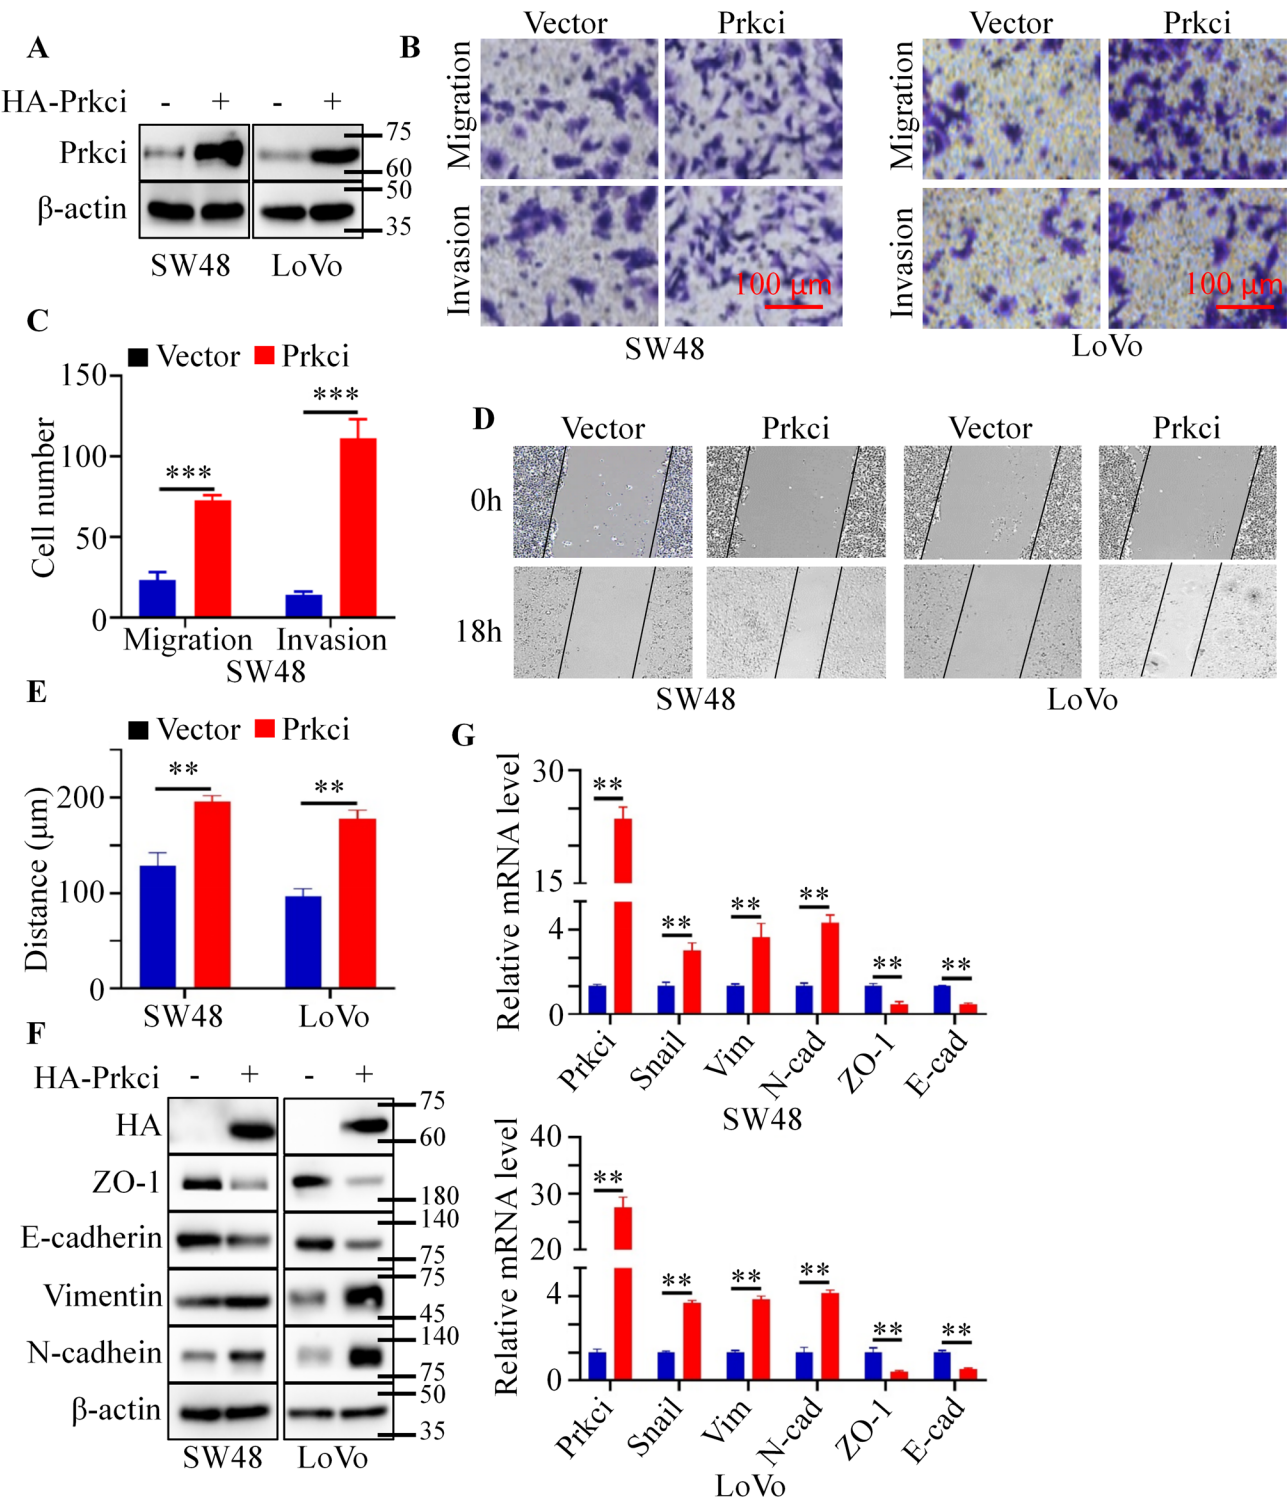 A
HA-Prkci - + - +
Prkci
β-actin
75
60
50
35
SW48 LoVo
B
Vector Prkci Vector Prkci
Migration
Invasion
100 μm
SW48
Migration
Invasion
100 μm
LoVo
C
Vector Prkci
Cell number
150
100
50
0
***
***
Migration Invasion
SW48
D
Vector Prkci Vector Prkci
0h
18h
SW48 LoVo
E
Vector Prkci
Distance (μm)
200
100
0
**
**
SW48 LoVo
F
HA-Prkci - + - +
HA
ZO-1
E-cadherin
Vimentin
N-cadhein
β-actin
75
60
180
140
75
75
45
140
75
50
35
SW48 LoVo
G
Relative mRNA level
30
15
4
0
** ** ** ** ** **
Prkci Snail Vim N-cad ZO-1 E-cad
SW48
Relative mRNA level
40
30
20
4
0
** ** ** ** ** **
Prkci Snail Vim N-cad ZO-1 E-cad
LoVo